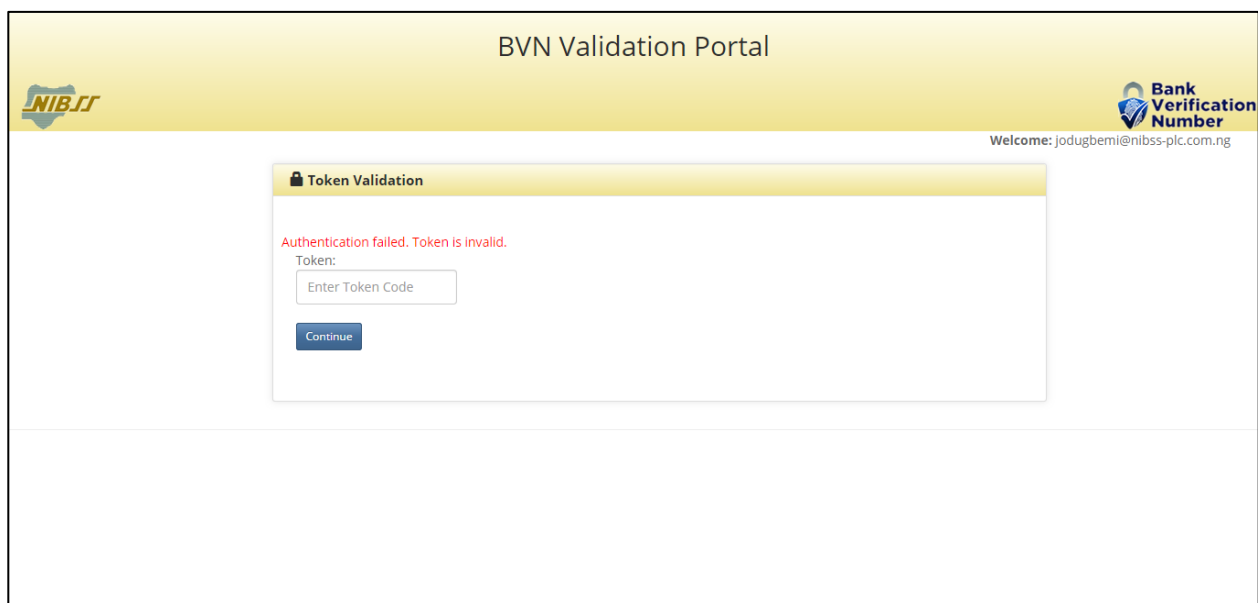 BVN Validation Portal
NIBSS
Bank
Verification
Number
Welcome: jodugbemi@nibss-plc.com.ng
Token Validation
Authentication failed. Token is invalid.
Token:
Enter Token Code
Continue